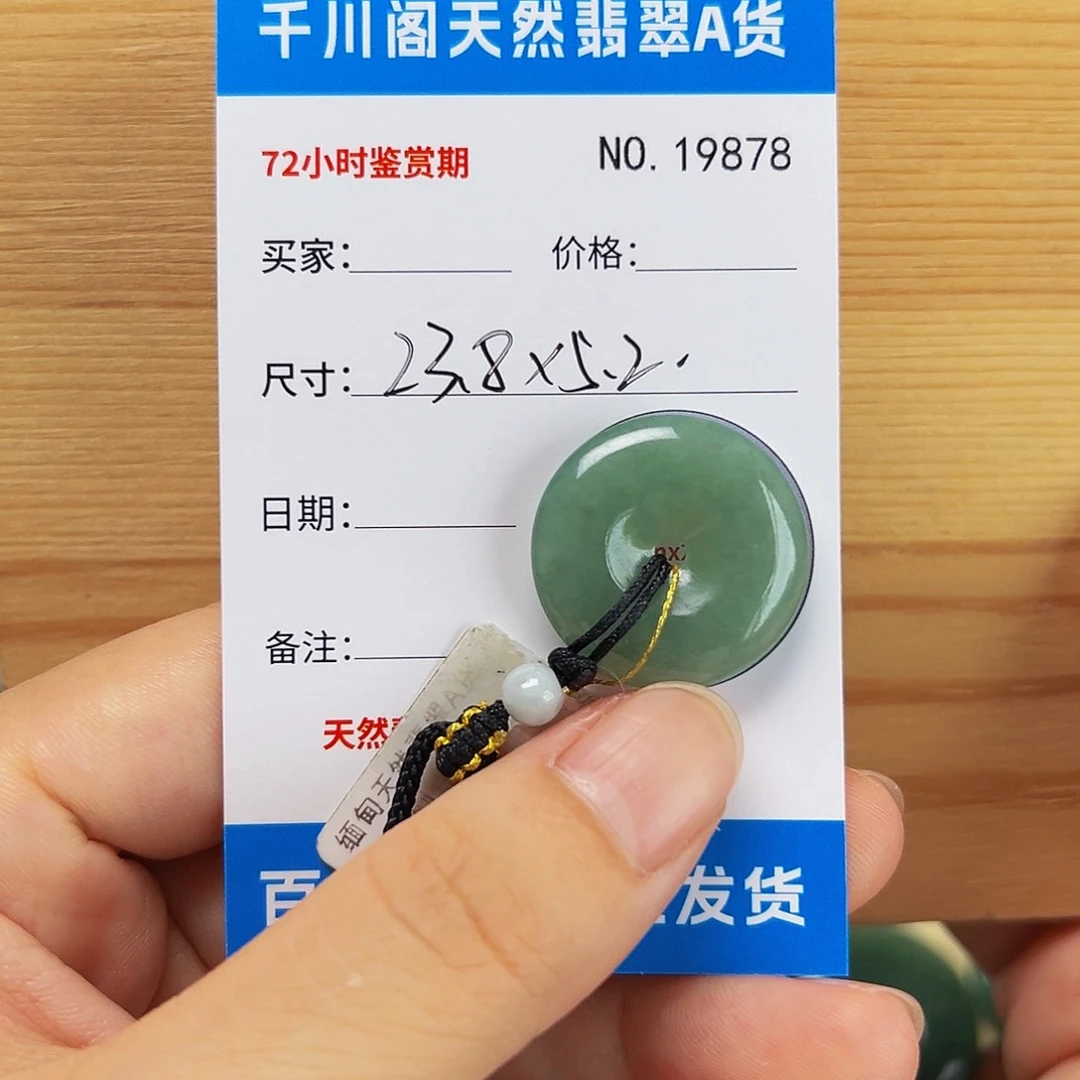 千川阁天然翡翠A货
72小时鉴赏期
NO. 19878
买家：
价格：
尺寸：23.8×5.2.
日期：
备注：
天然
缅甸天然翡翠A货
百
发货